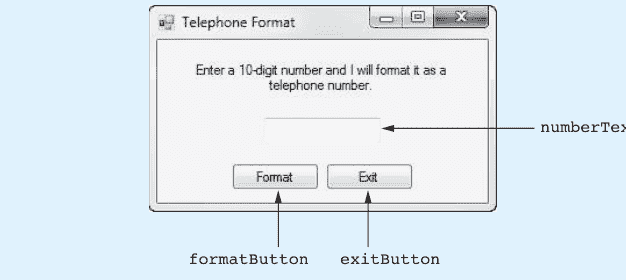 Telephone Format
Enter a 10-digit number and I will format it as a
telephone number.
numberTex
Format Exit
formatButton exitButton